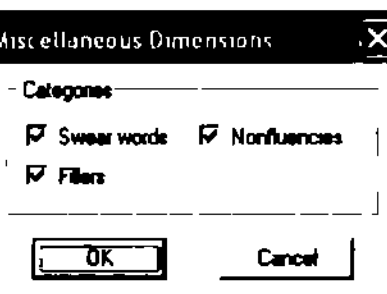 Miscellaneous Dimensions
Categories
Swear words Nonfluencies
Fillers
OK Cancel